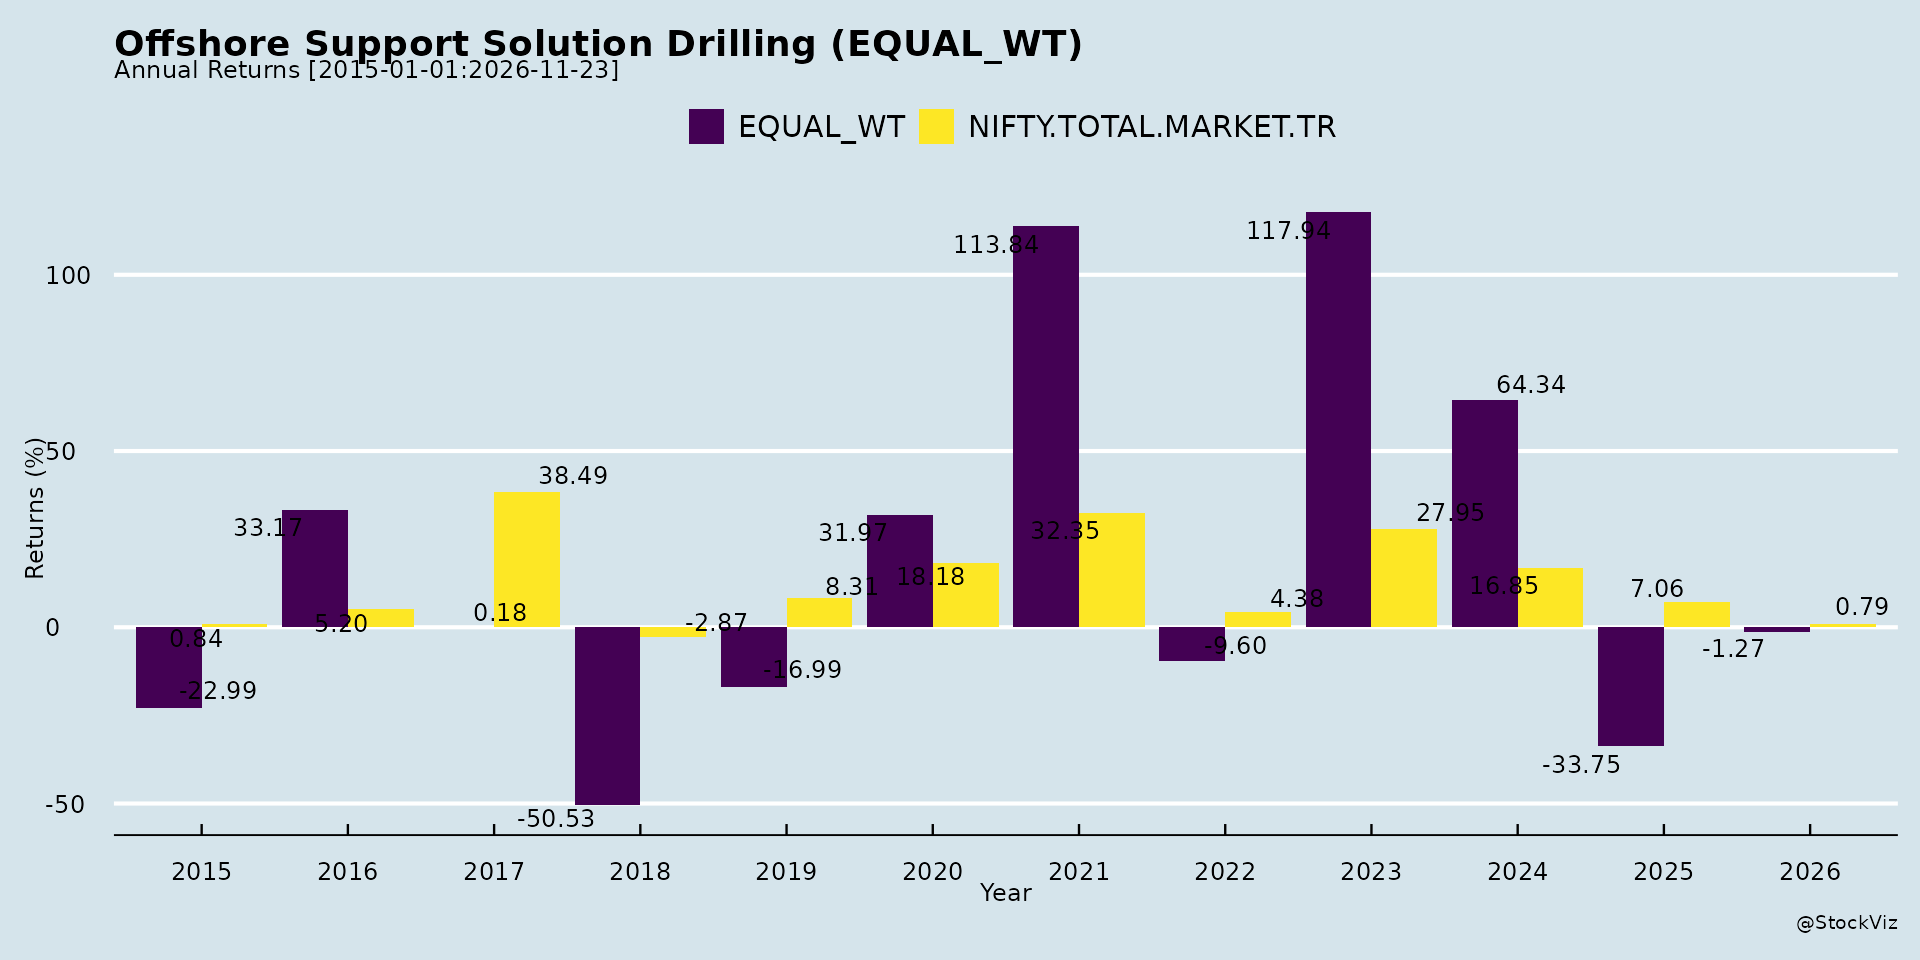 Offshore Support Solution Drilling (EQUAL_WT)
Annual Returns [2015-01-01:2026-11-23]
EQUAL_WT NIFTY.TOTAL.MARKET.TR
117.94
113.84
100
64.34
50
38.49
33.17 31.97 32.35 27.95
8.31 18.18 16.85 7.06
0 0.84 5.20 0.18 -2.87 4.38 0.79
-22.99 -16.99 -9.60 -1.27
-33.75
-50 -50.53
Returns (%)
2015 2016 2017 2018 2019 2020 2021 2022 2023 2024 2025 2026
Year
@StockViz